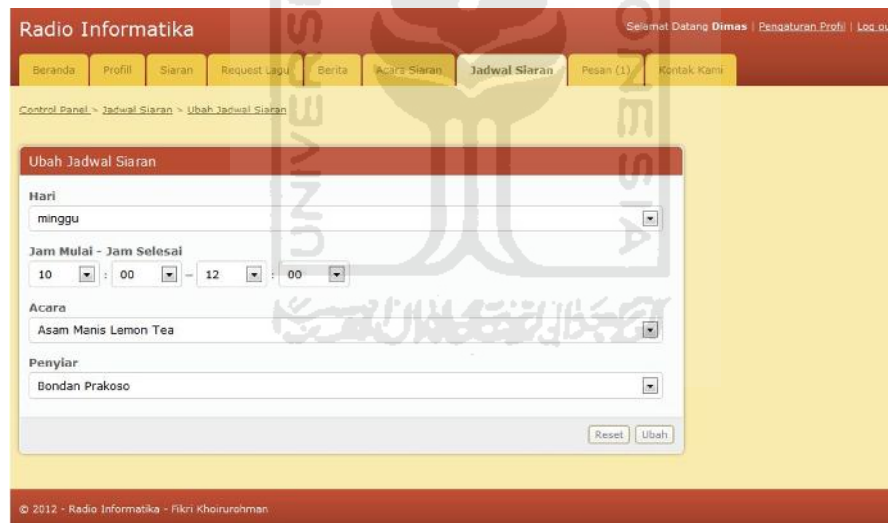 Radio Informatika
Selamat Datang Dimas | Pengaturan Profil | Log ou
Beranda Profill Siaran Request Lagu Berita Acara Siaran Jadwal Siaran Pesan (1) Kontak Kami
Control Panel > Jadwal Siaran > Ubah Jadwal Siaran
Ubah Jadwal Siaran
Hari
minggu
Jam Mulai - Jam Selesai
10 : 00 – 12 : 00
Acara
Asam Manis Lemon Tea
Penyiar
Bondan Prakoso
Reset Ubah
© 2012 - Radio Informatika - Fikri Khoirurohman